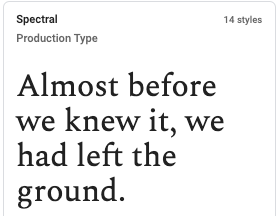 Spectral
14 styles
Production Type
Almost before
we knew it, we
had left the
ground.